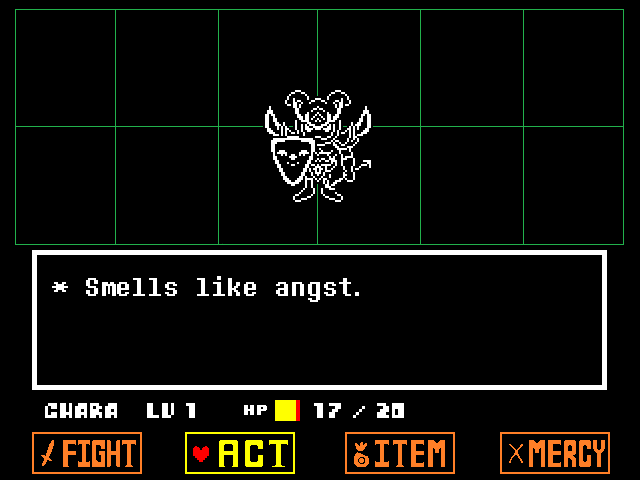 * Smells like angst.
CHARA LV 1 HP 17 / 20
FIGHT ACT ITEM MERCY